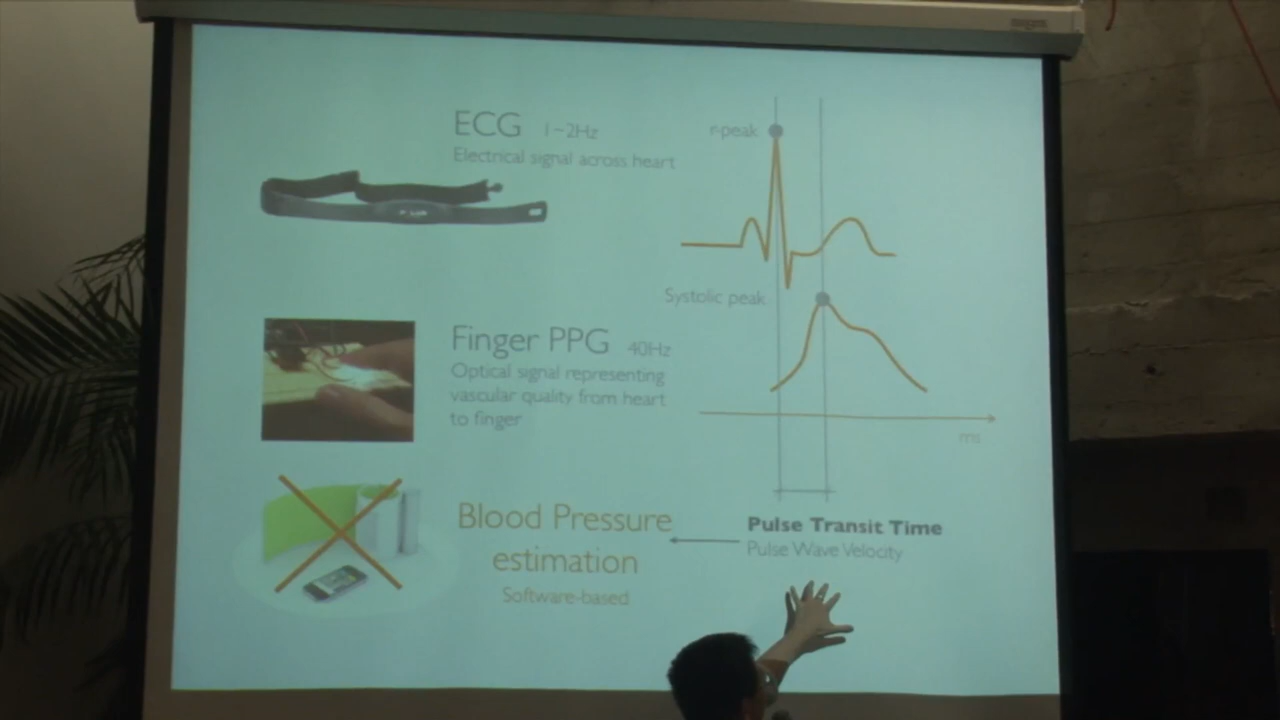 ECG 1-2Hz
Electrical signal across heart
r-peak
Systolic peak
Finger PPG 40Hz
Optical signal representing
vascular quality from heart
to finger
ms
Blood Pressure
estimation
Software-based
Pulse Transit Time
Pulse Wave Velocity